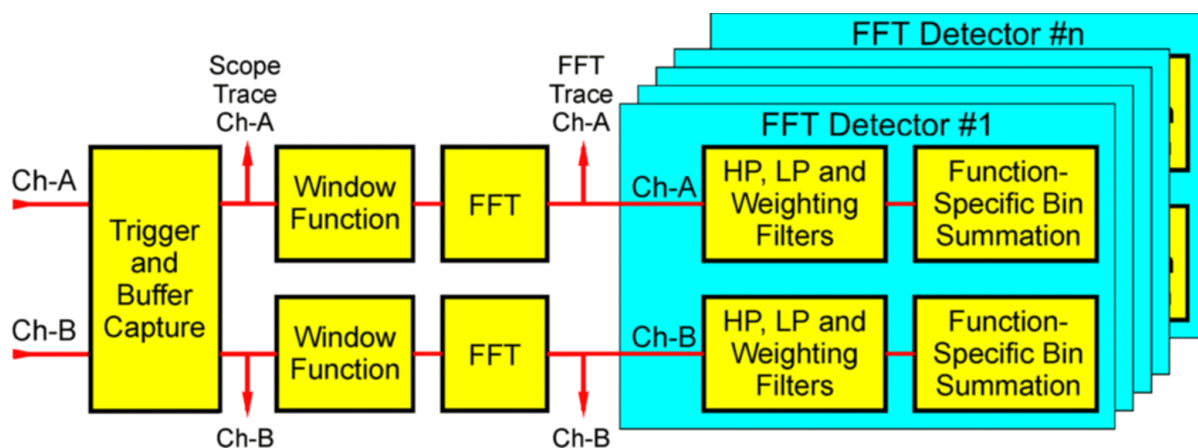 FFT Detector #n
Scope
Trace
Ch-A
FFT
Trace
Ch-A
FFT Detector #1
Ch-A
Trigger
and
Buffer
Capture
Window
Function
FFT
Ch-A
HP, LP and
Weighting
Filters
Function-
Specific Bin
Summation
Ch-B
Window
Function
FFT
Ch-B
HP, LP and
Weighting
Filters
Function-
Specific Bin
Summation
Ch-B
Ch-B